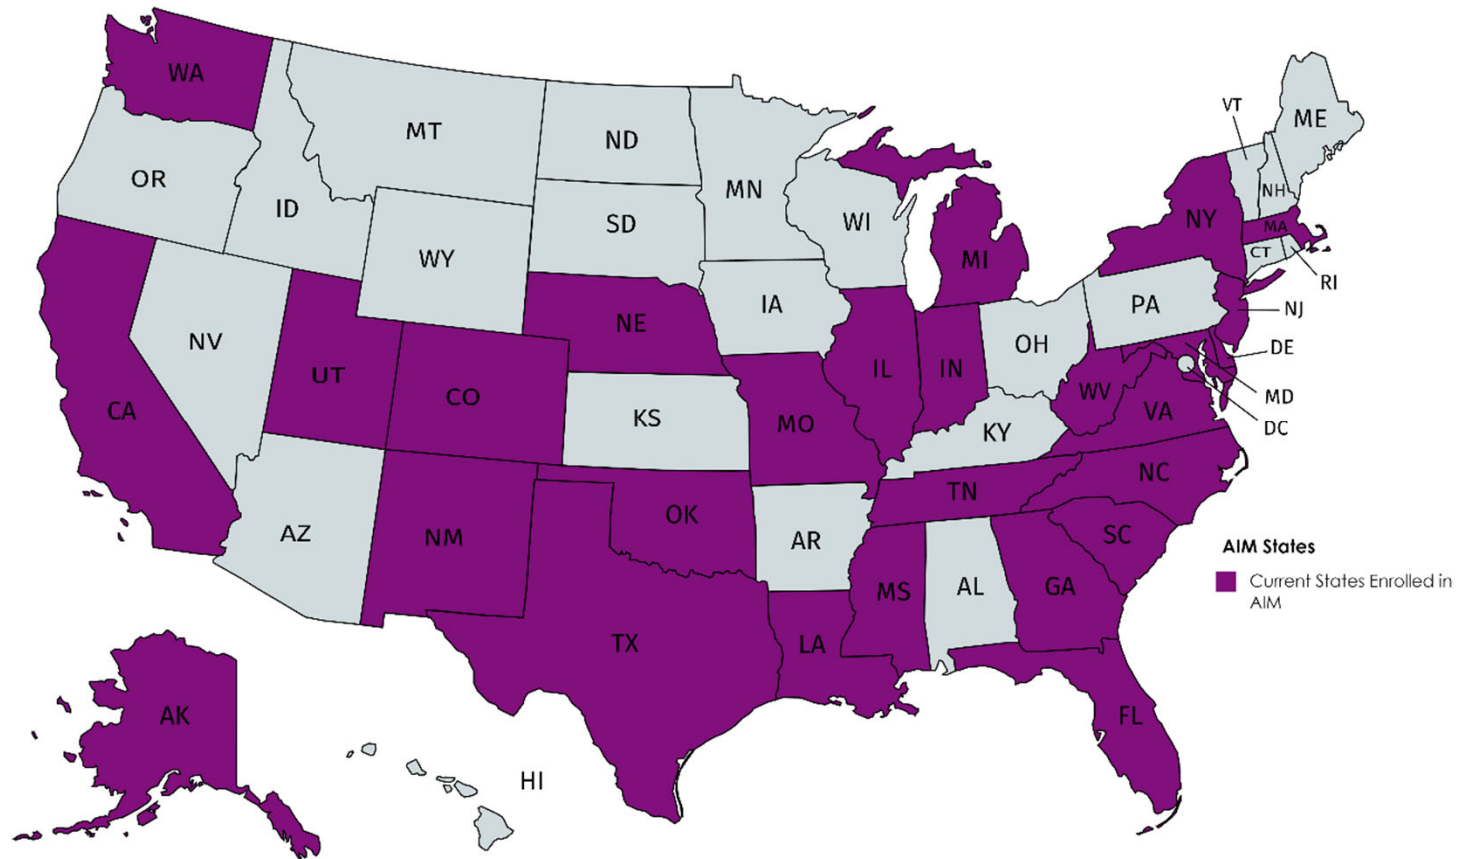 WA
MT
ND
MN
VT
ME
OR
ID
SD
WI
NH
WY
MI
NY
MA
CT
RI
IA
PA
NJ
NV
NE
OH
DE
UT
CO
IL
IN
WV
MD
CA
KS
MO
VA
DC
KY
AZ
NM
OK
TN
NC
AR
SC
AIM States
MS
AL
GA
Current States Enrolled in
AIM
TX
LA
AK
FL
HI